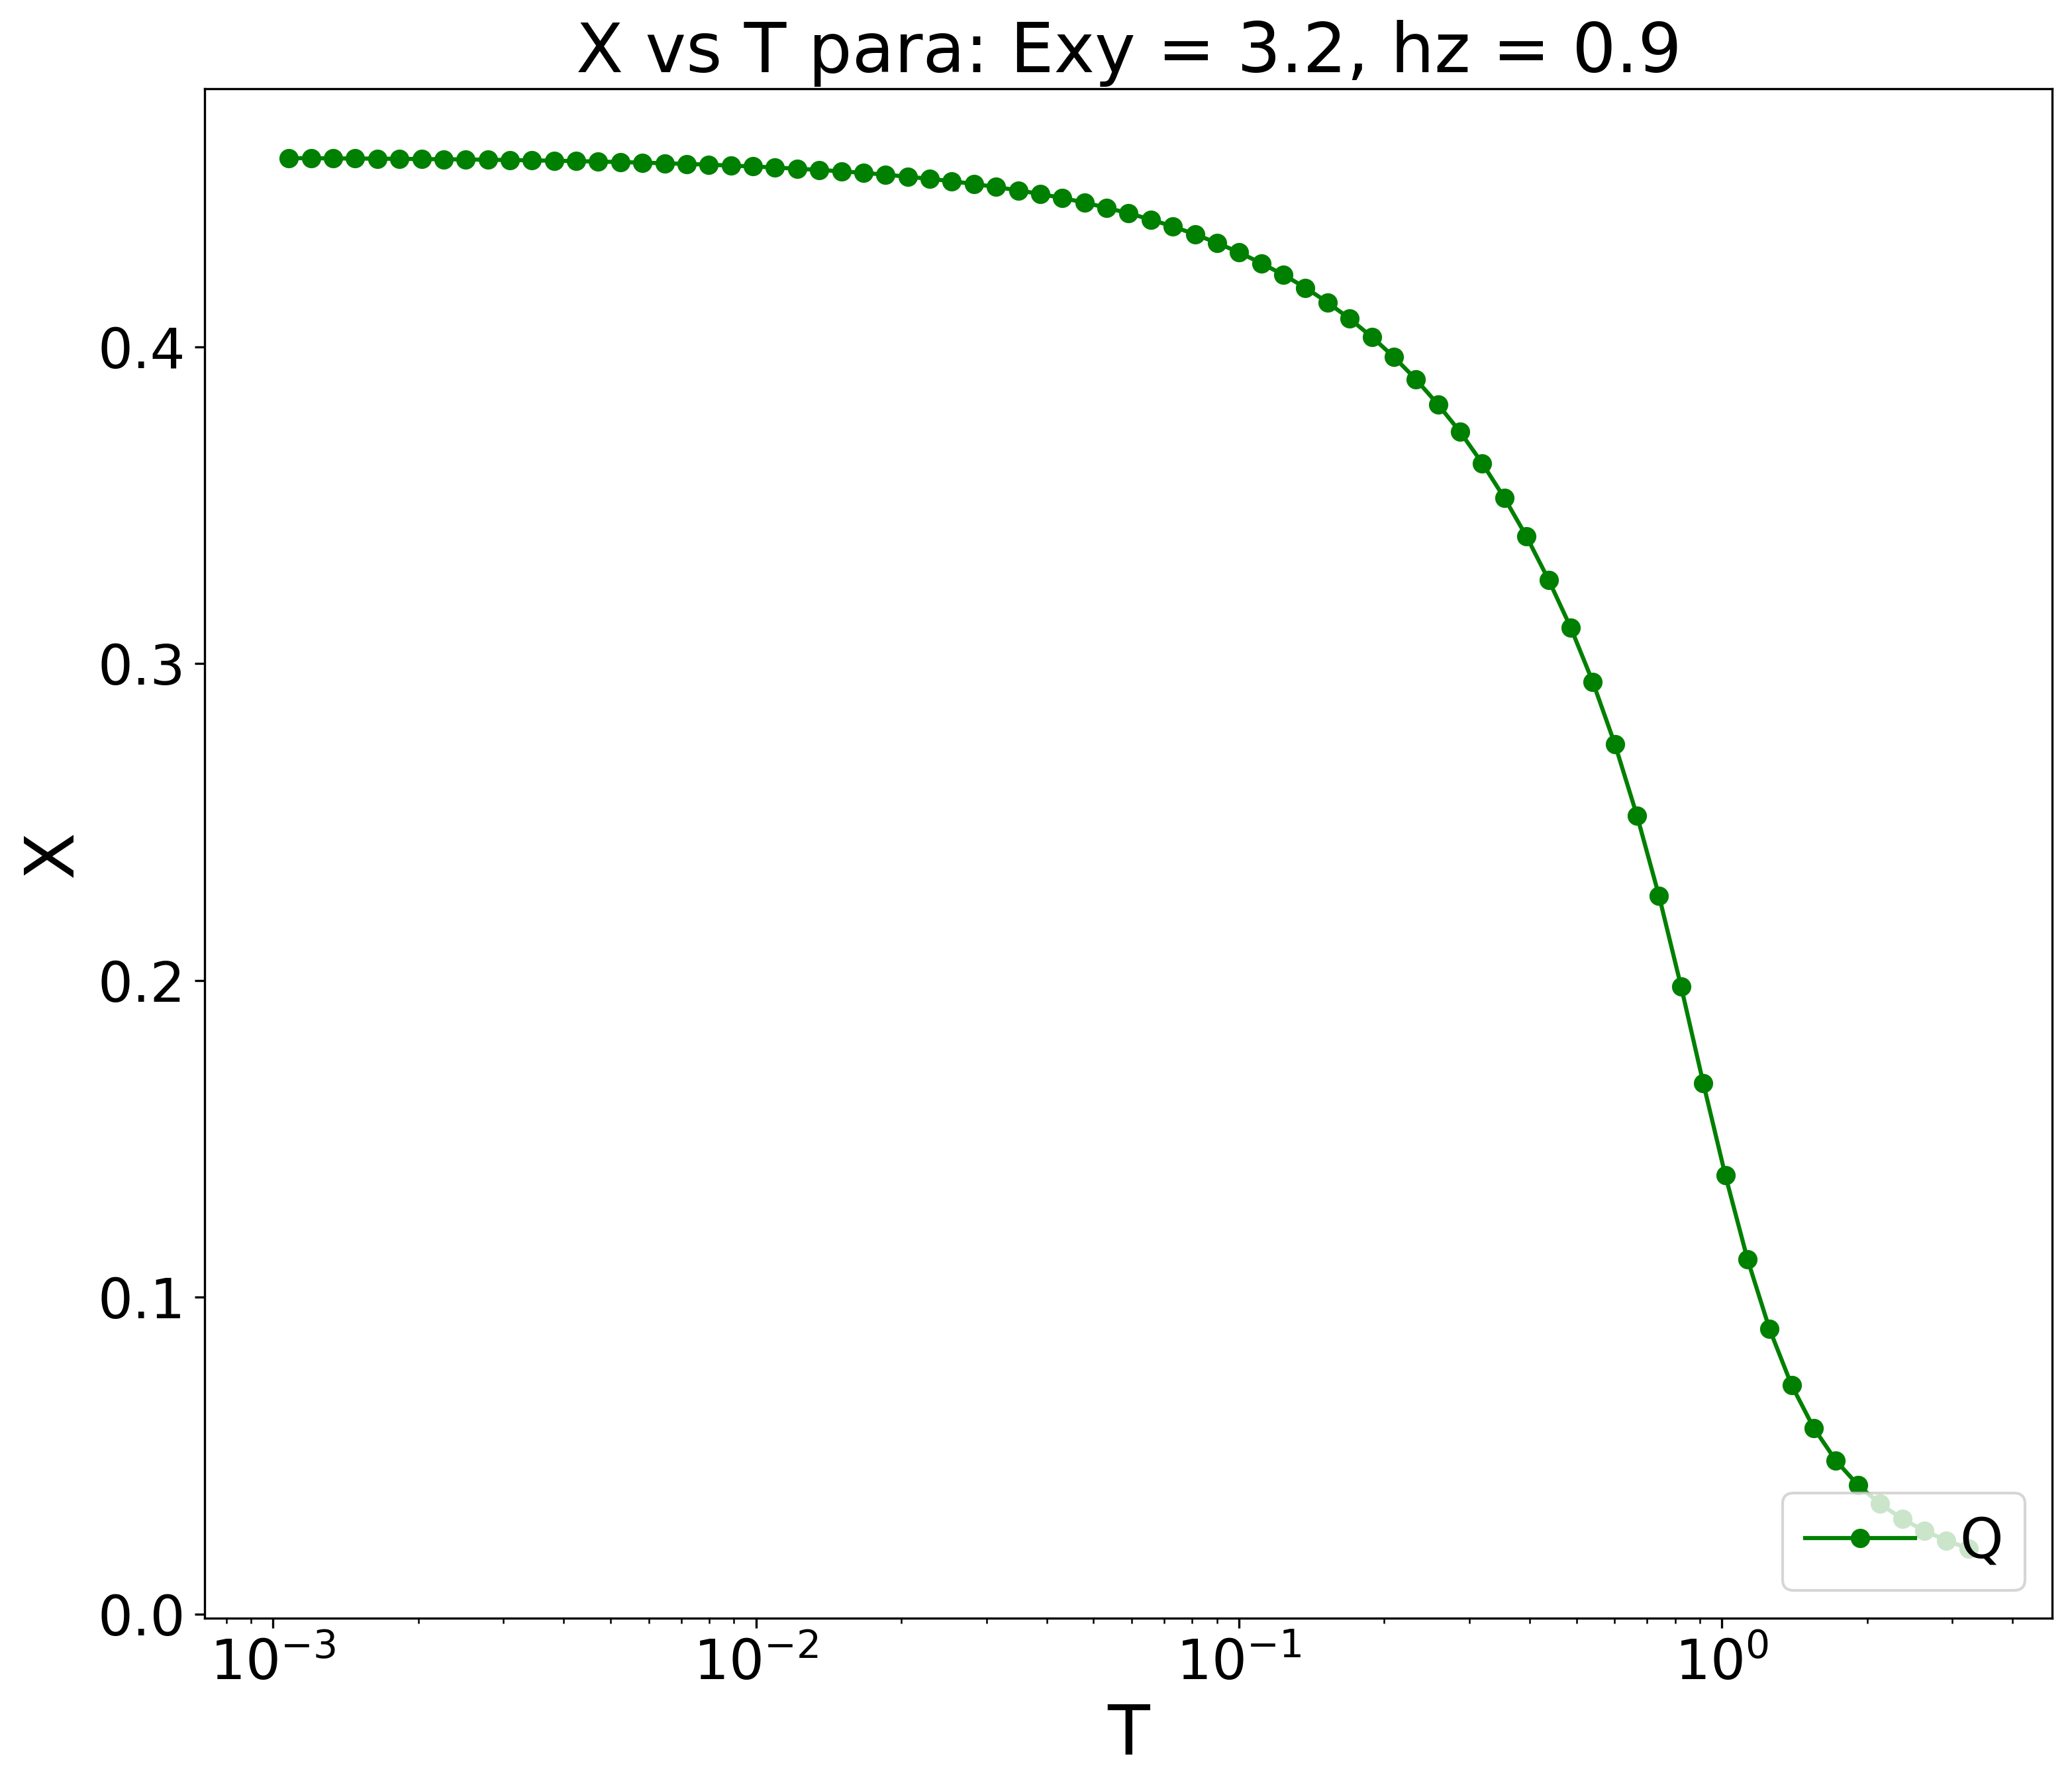 X vs T para: Exy = 3.2, hz = 0.9
X
0.4
0.3
0.2
0.1
0.0
10⁻³ 10⁻² 10⁻¹ 10⁰
T
Q